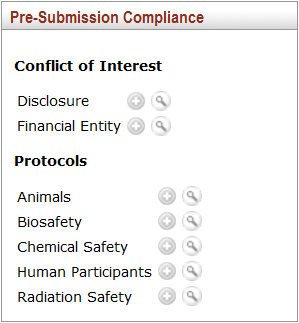 Pre-Submission Compliance
Conflict of Interest
Disclosure
Financial Entity
Protocols
Animals
Biosafety
Chemical Safety
Human Participants
Radiation Safety